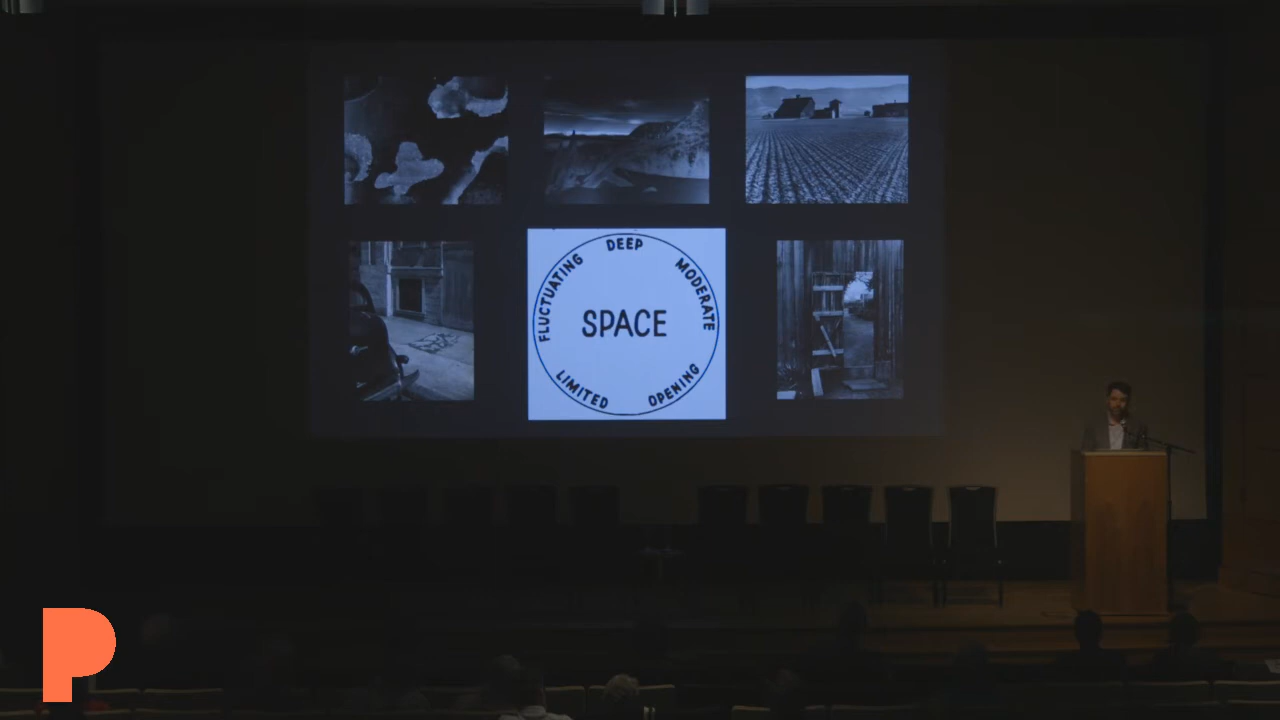 DEEP
MODERATE
OPENING
LIMITED
FLUCTUATING
SPACE
P